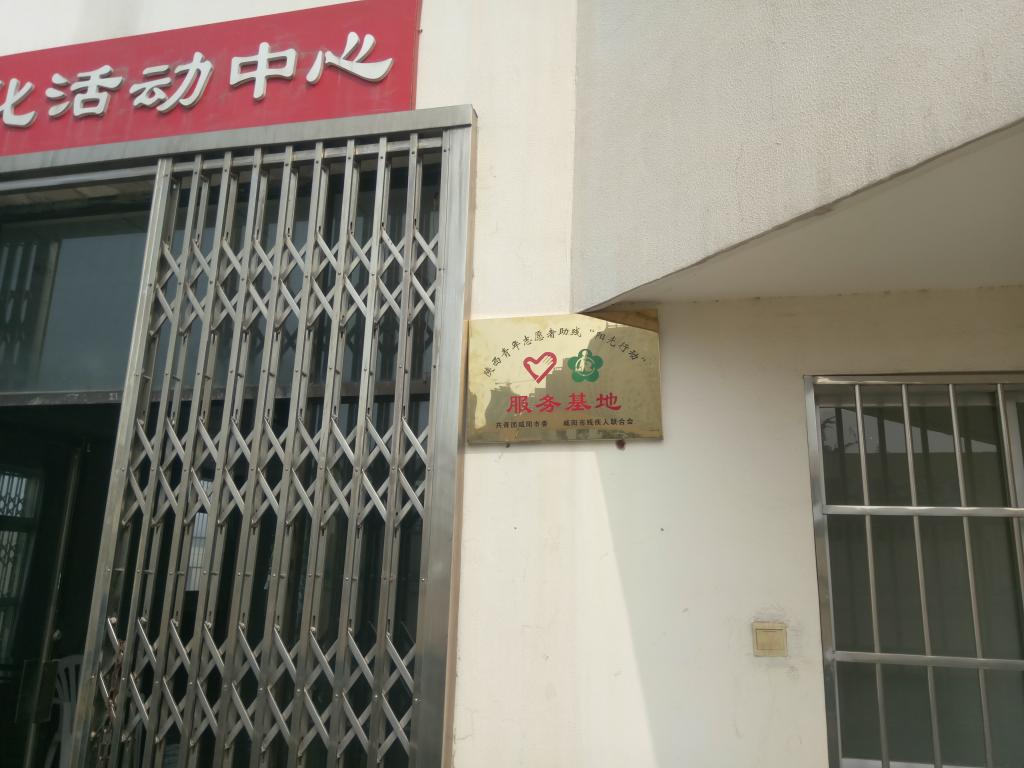 化活动中心
陕西青年志愿者助残“阳光行动”
服务基地
共青团咸阳市委 咸阳市残疾人联合会